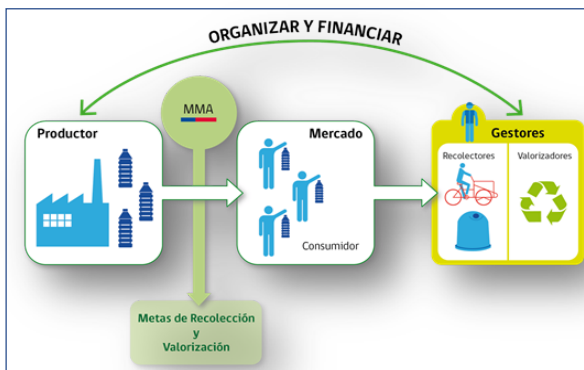 ORGANIZAR Y FINANCIAR
MMA
Productor
Mercado
Consumidor
Gestores
Recolectores
Valorizadores
Metas de Recolección
y
Valorización